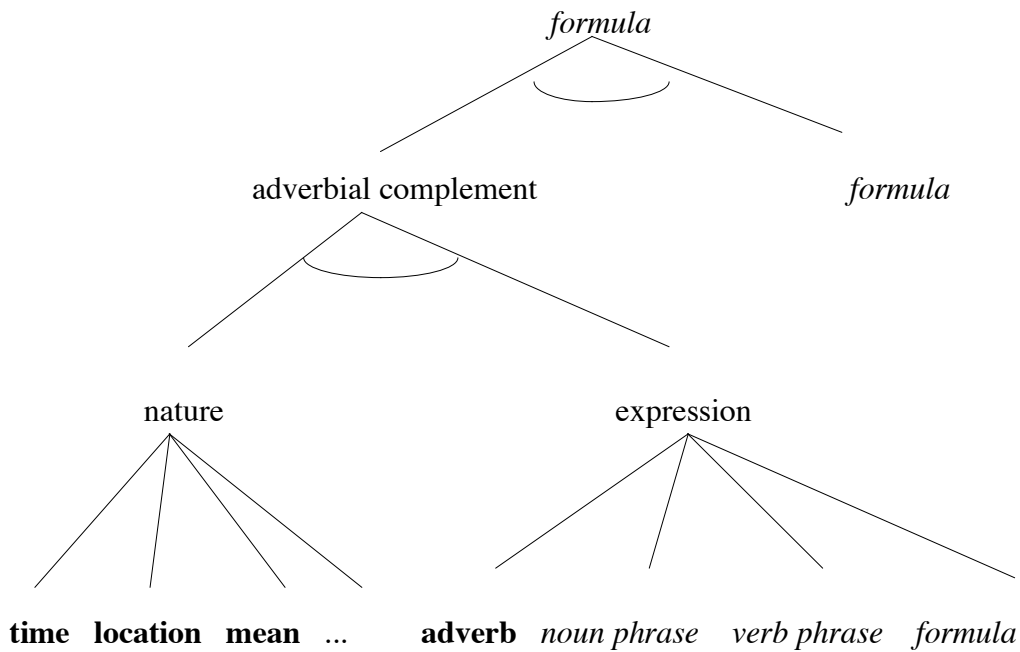 formula
adverbial complement formula
nature expression
time location mean ... adverb noun phrase verb phrase formula